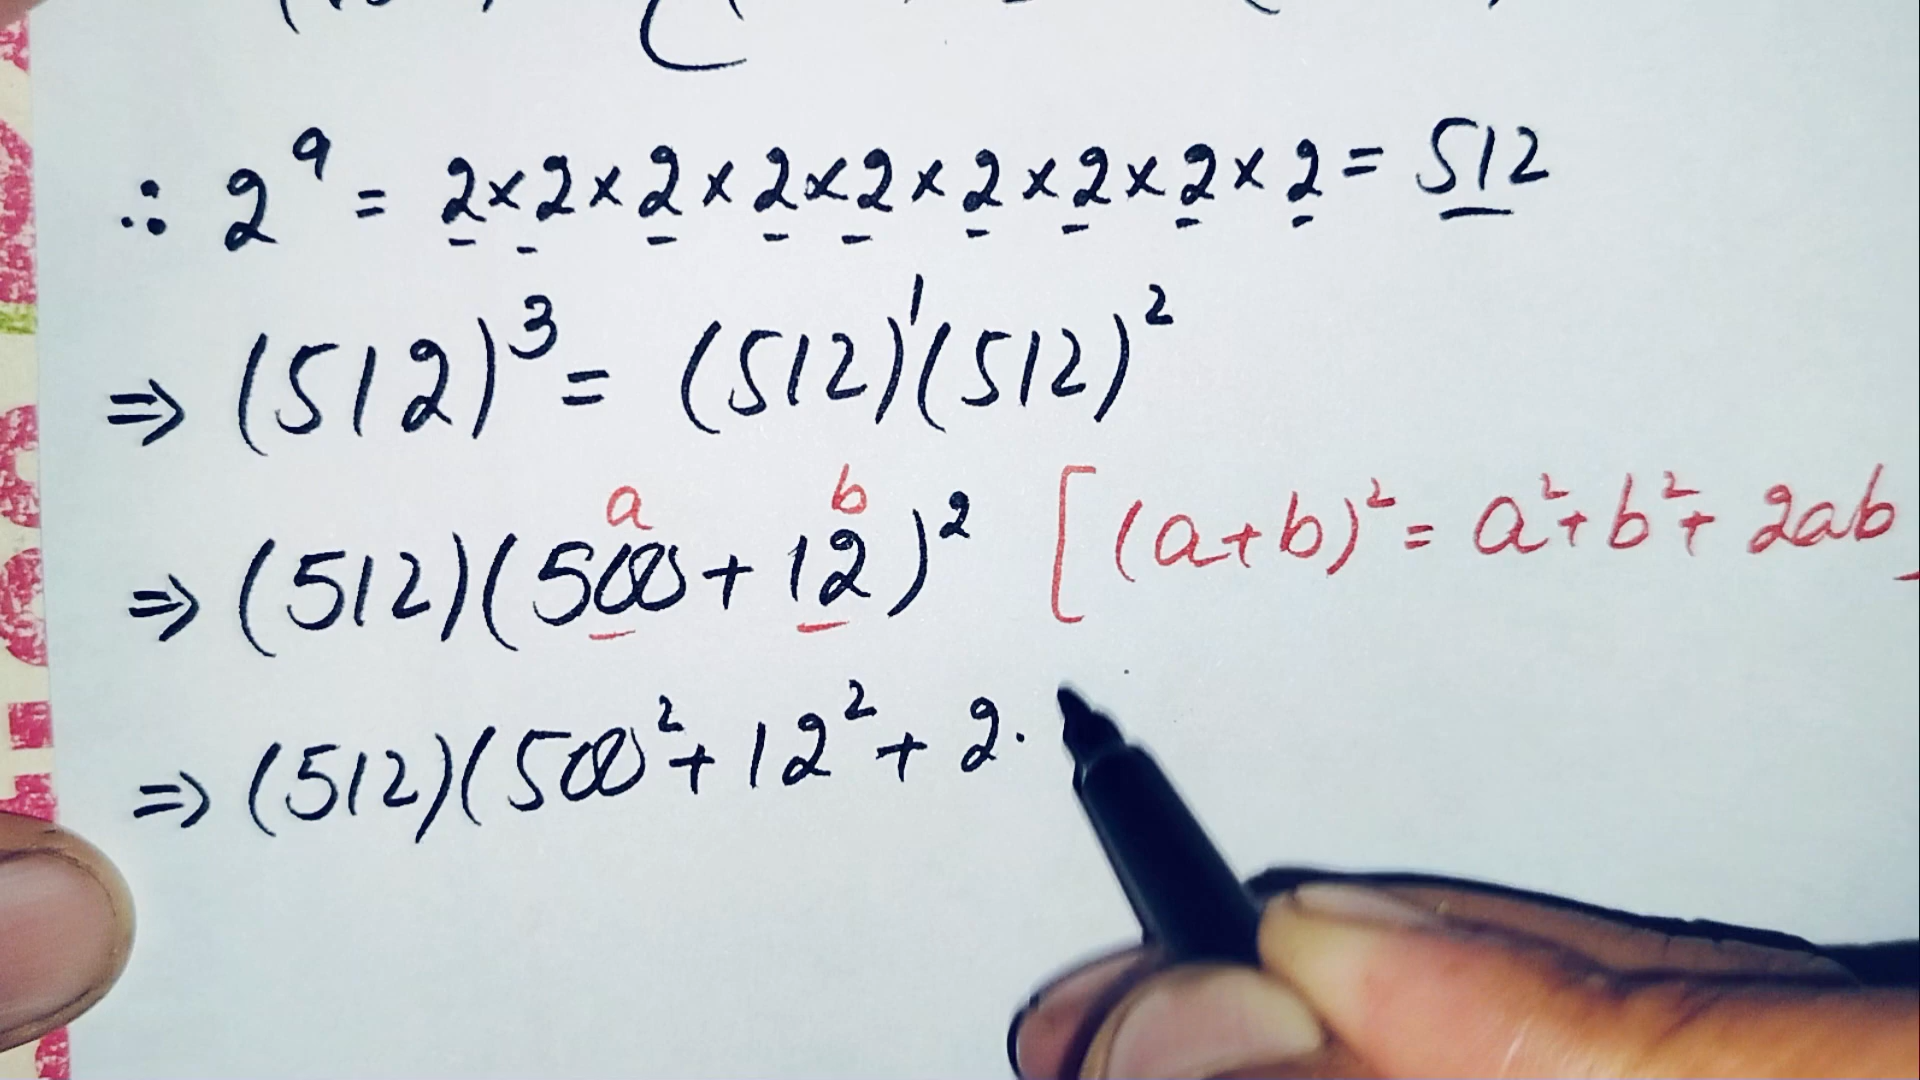 ∴ 2⁹ = 2×2×2×2×2×2×2×2×2 = 512
⇒ (512)³ = (512)¹(512)²
a b
⇒ (512)(500+12)² [(a+b)² = a²+b²+2ab]
⇒ (512)(500²+12²+2.